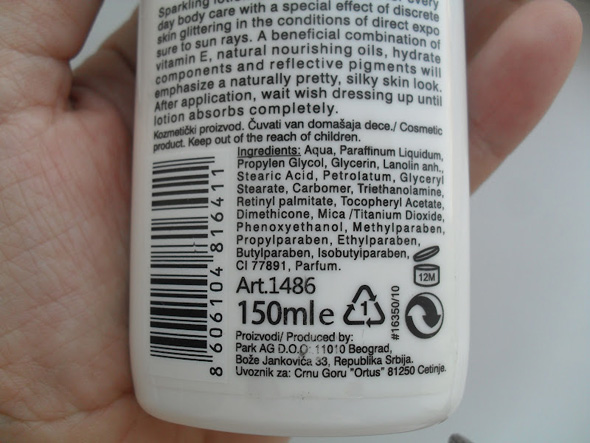 Sparkling lotion for every
day body care with a special effect of discrete
skin glittering in the conditions of direct expo
sure to sun rays. A beneficial combination of
vitamin E, natural nourishing oils, hydrate
components and reflective pigments will
emphasize a naturally pretty, silky skin look.
After application, wait wish dressing up until
lotion absorbs completely.
Kozmetički proizvod. Čuvati van domašaja dece./ Cosmetic
product. Keep out of the reach of children.
Ingredients: Aqua, Paraffinum Liquidum,
Propylen Glycol, Glycerin, Lanolin anh.,
Stearic Acid, Petrolatum, Glyceryl
Stearate, Carbomer, Triethanolamine,
Retinyl palmitate, Tocopheryl Acetate,
Dimethicone, Mica /Titanium Dioxide,
Phenoxyethanol, Methylparaben,
Propylparaben, Ethylparaben,
Butylparaben, Isobutylparaben,
CI 77891, Parfum.
12M
Art.1486
150ml e
1
#16350/10
Proizvodi/ Produced by:
Park AG D.O.O. 11010 Beograd,
Bože Jankovića 33, Republika Srbija.
Uvoznik za: Crnu Goru "Ortus" 81250 Cetinje.
8 606104 816411